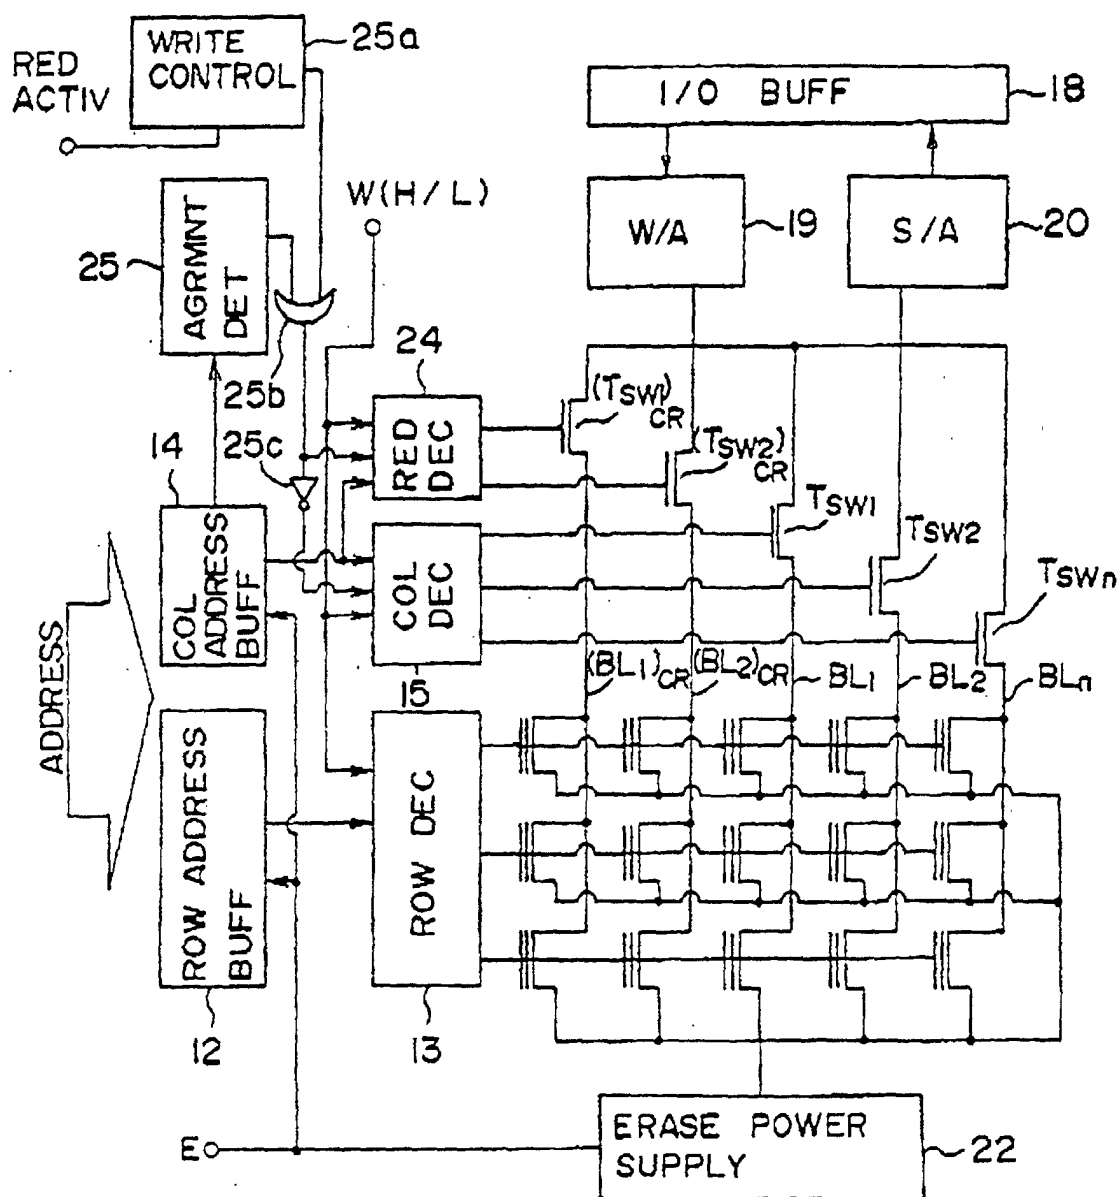 WRITE
CONTROL
25a
RED
ACTIV
I/O BUFF
18
W(H/L)
W/A
19
S/A
20
25
AGRMNT
DET
25b
24
RED
DEC
(TSW1)CR
(TSW2)CR
14
25c
TSW1
TSW2
TSWn
COL
ADDRESS
BUFF
COL
DEC
15
ADDRESS
(BL1)CR
(BL2)CR
BL1
BL2
BLn
ROW ADDRESS
BUFF
12
ROW DEC
13
E
ERASE POWER
SUPPLY
22